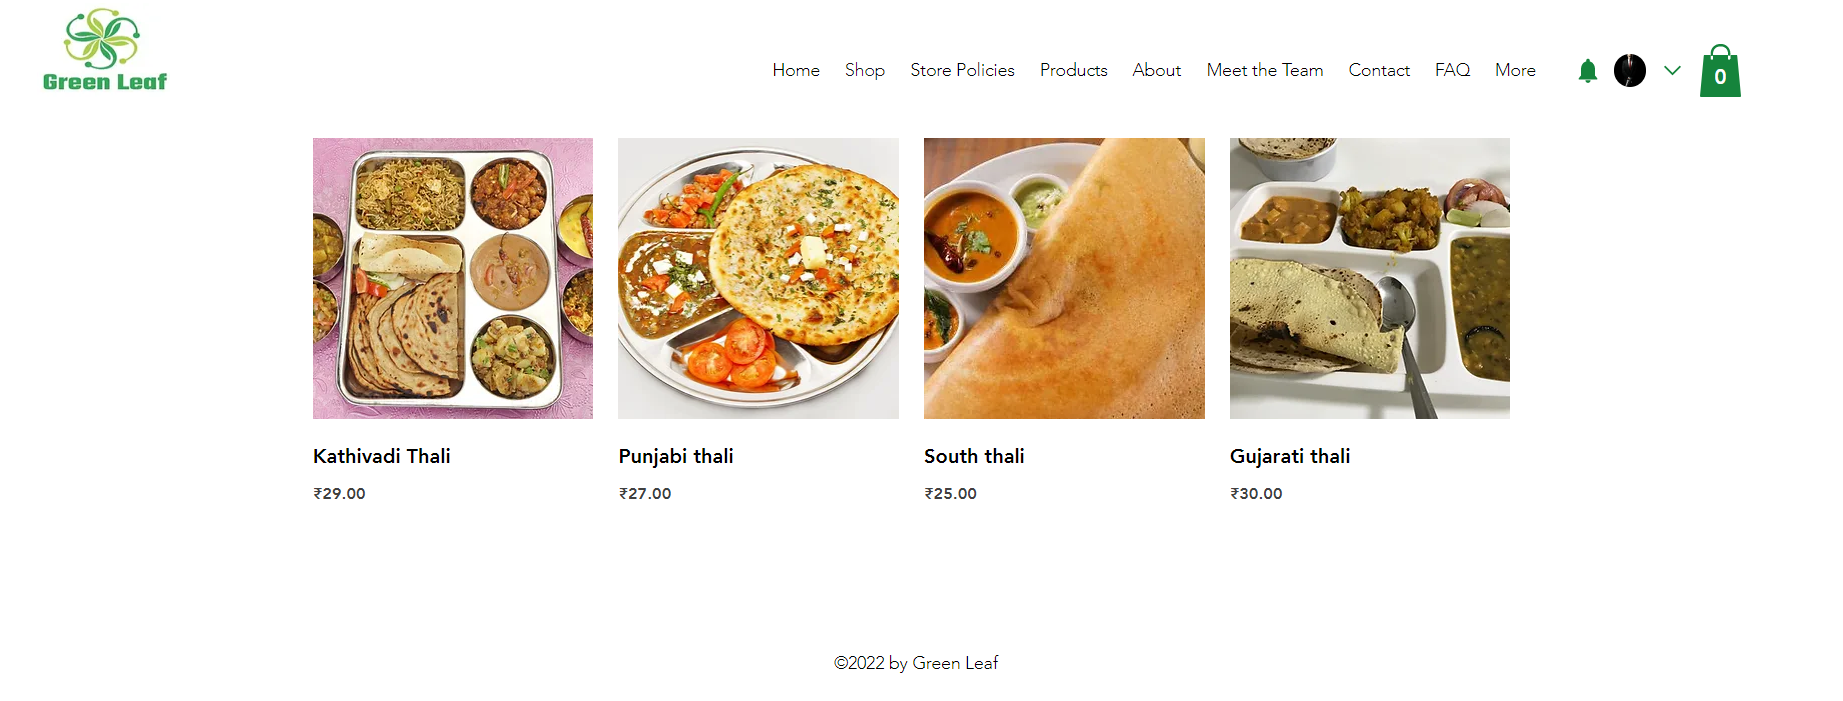 Green Leaf
Home Shop Store Policies Products About Meet the Team Contact FAQ More 0
Kathivadi Thali
₹29.00
Punjabi thali
₹27.00
South thali
₹25.00
Gujarati thali
₹30.00
©2022 by Green Leaf